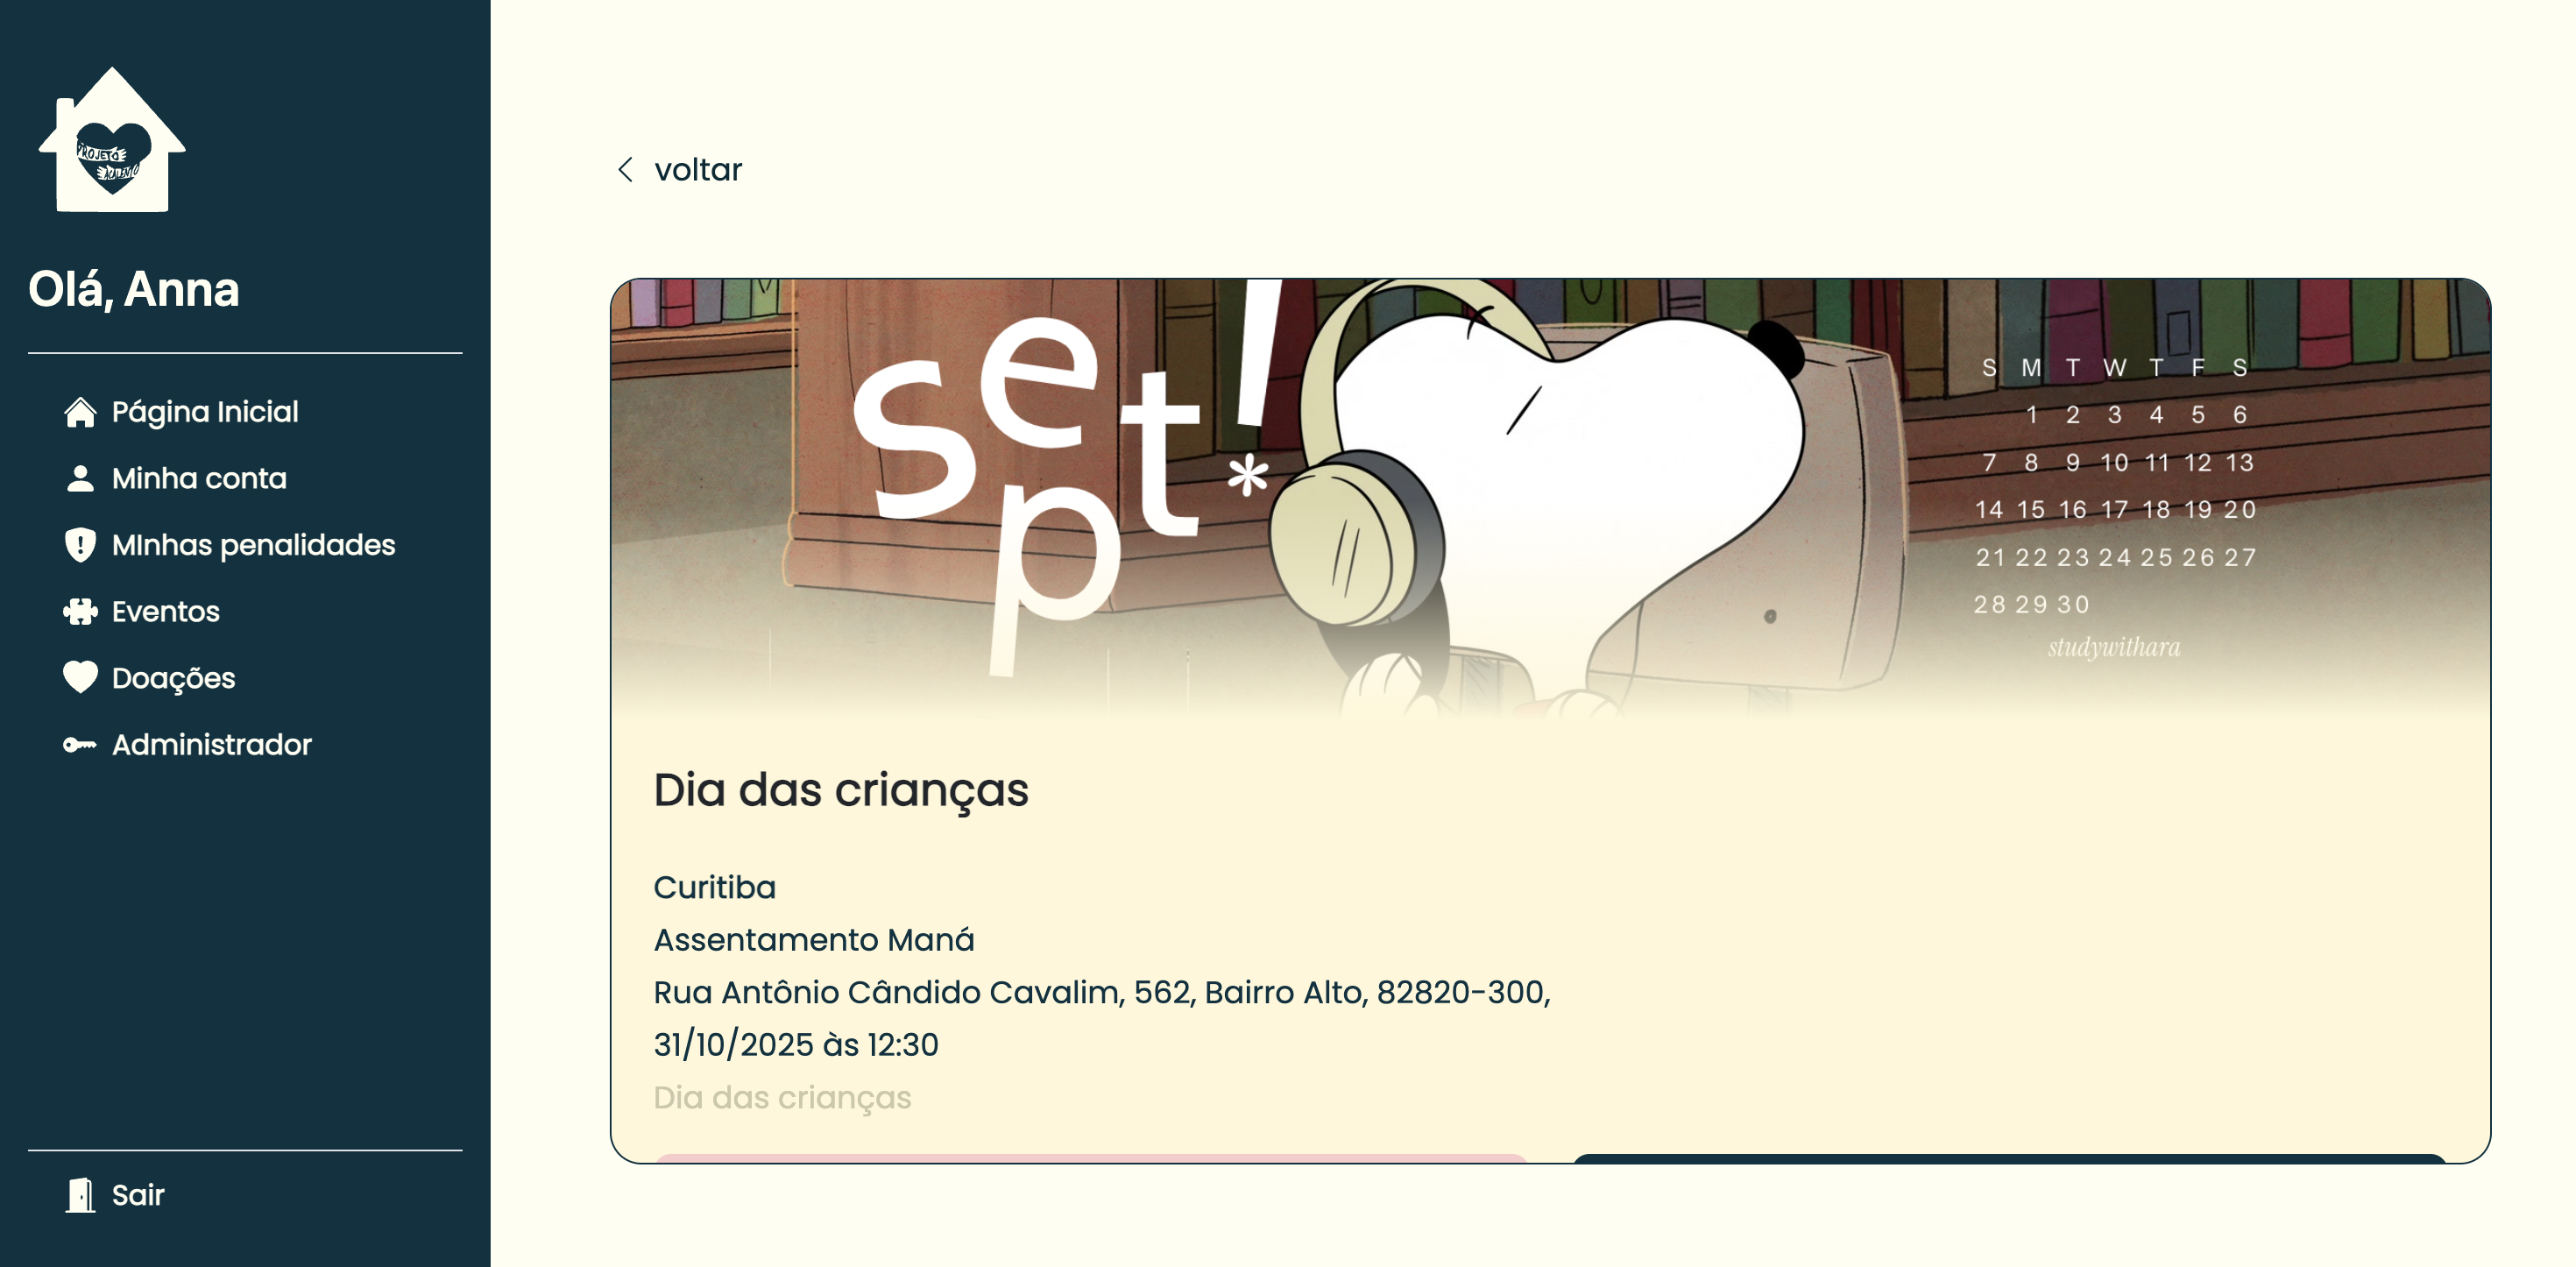 PROJETO
ACALENTO
Olá, Anna
Página Inicial
Minha conta
MInhas penalidades
Eventos
Doações
Administrador
Sair
voltar
sept!*
S M T W T F S
1 2 3 4 5 6
7 8 9 10 11 12 13
14 15 16 17 18 19 20
21 22 23 24 25 26 27
28 29 30
studywithara
Dia das crianças
Curitiba
Assentamento Maná
Rua Antônio Cândido Cavalim, 562, Bairro Alto, 82820-300,
31/10/2025 às 12:30
Dia das crianças